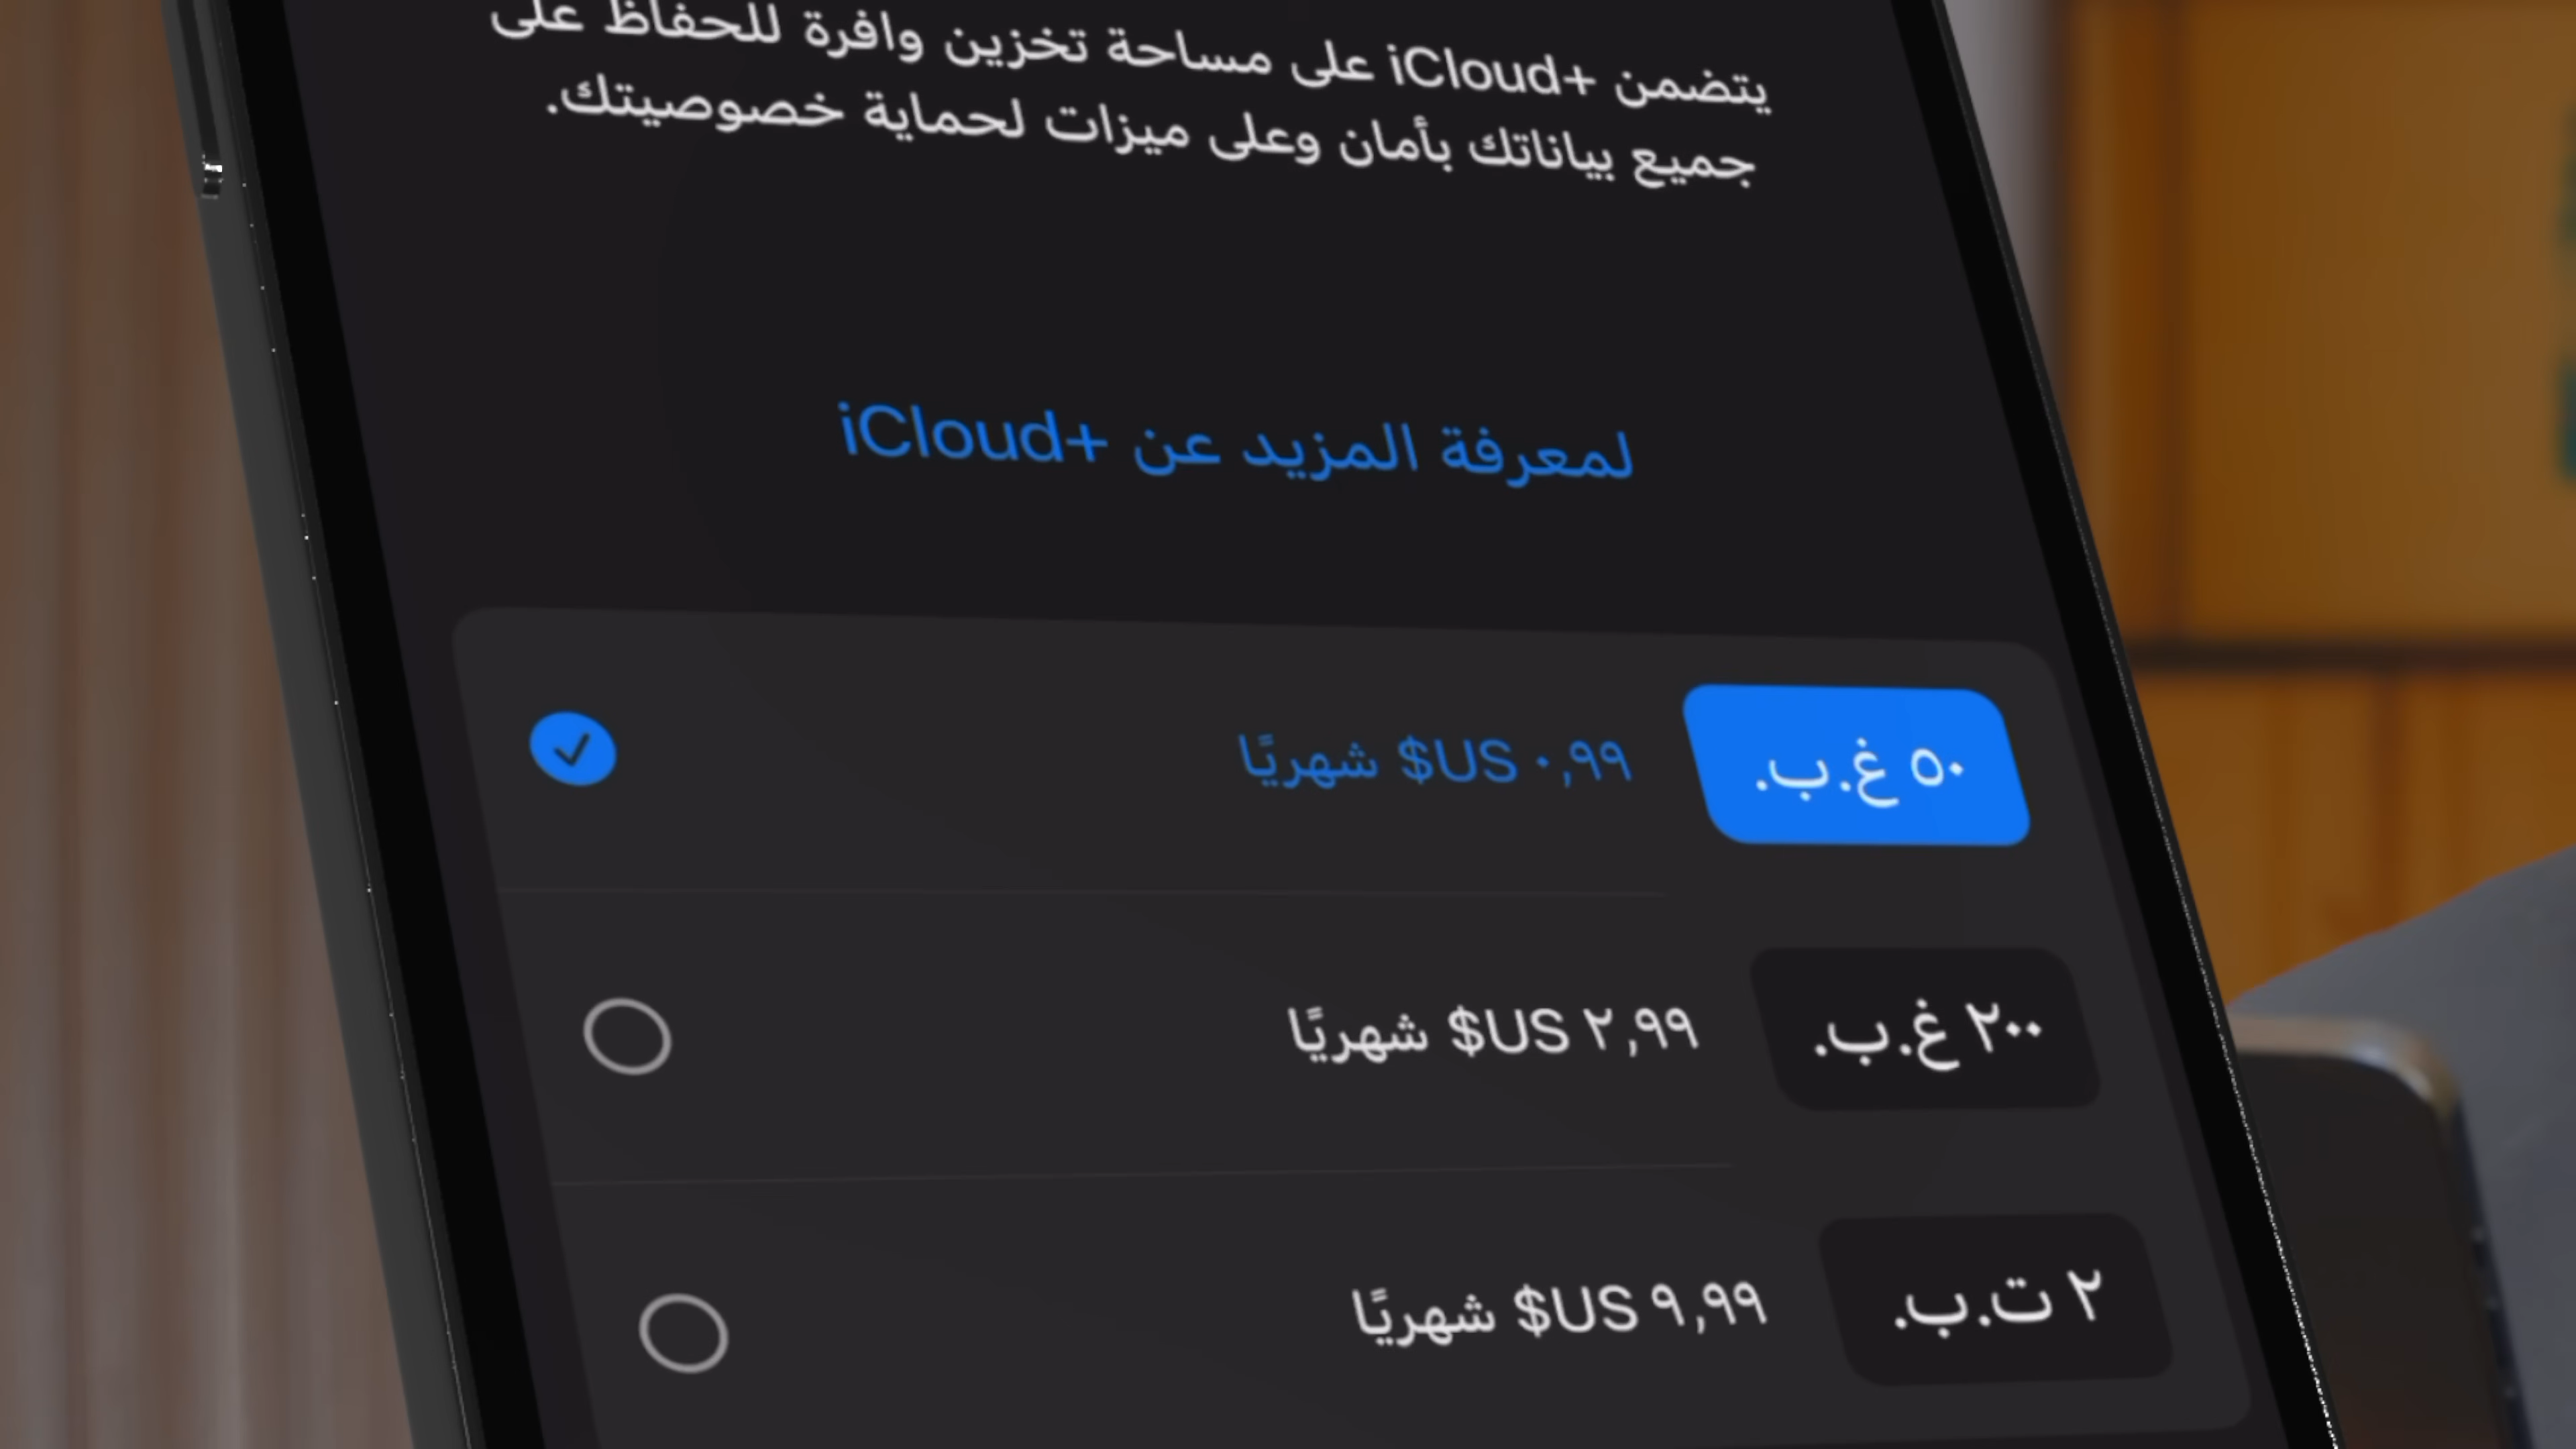 يتضمن iCloud+ على مساحة تخزين وافرة للحفاظ على
جميع بياناتك بأمان وعلى ميزات لحماية خصوصيتك.
لمعرفة المزيد عن iCloud+
٥٠ غ.ب. ٠,٩٩ US$ شهريًا
٢٠٠ غ.ب. ٢,٩٩ US$ شهريًا
٢ ت.ب. ٩,٩٩ US$ شهريًا